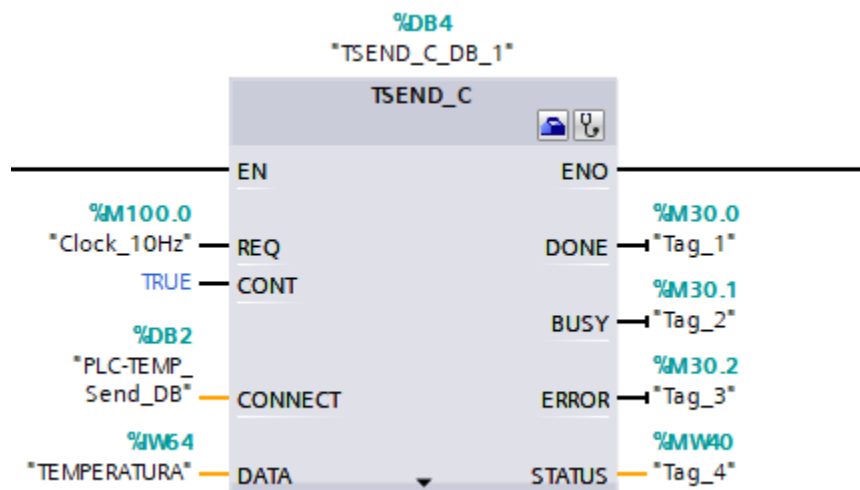 %DB4
"TSEND_C_DB_1"
TSEND_C
EN ENO
%M100.0 %M30.0
"Clock_10Hz" REQ DONE "Tag_1"
TRUE CONT
%M30.1
BUSY "Tag_2"
%DB2
"PLC-TEMP_
%M30.2
Send_DB" CONNECT ERROR "Tag_3"
%IW64 %MW40
"TEMPERATURA" DATA STATUS "Tag_4"